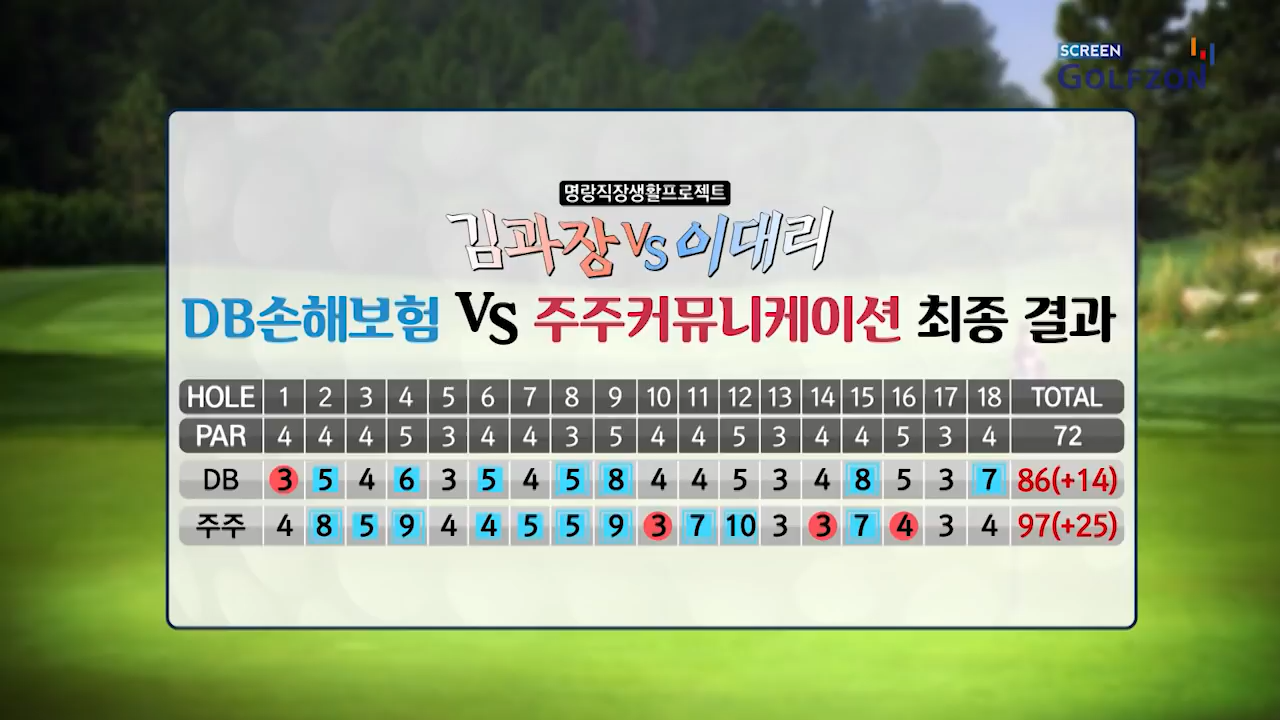 SCREEN
GOLFZON
명랑직장생활프로젝트
김과장 VS 이대리
DB손해보험 VS 주주커뮤니케이션 최종 결과
HOLE 1 2 3 4 5 6 7 8 9 10 11 12 13 14 15 16 17 18 TOTAL
PAR 4 4 4 5 3 4 4 3 5 4 4 5 3 4 4 5 3 4 72
DB 3 5 4 6 3 5 4 5 8 4 4 5 3 4 8 5 3 7 86(+14)
주주 4 8 5 9 4 4 5 5 9 3 7 10 3 3 7 4 3 4 97(+25)